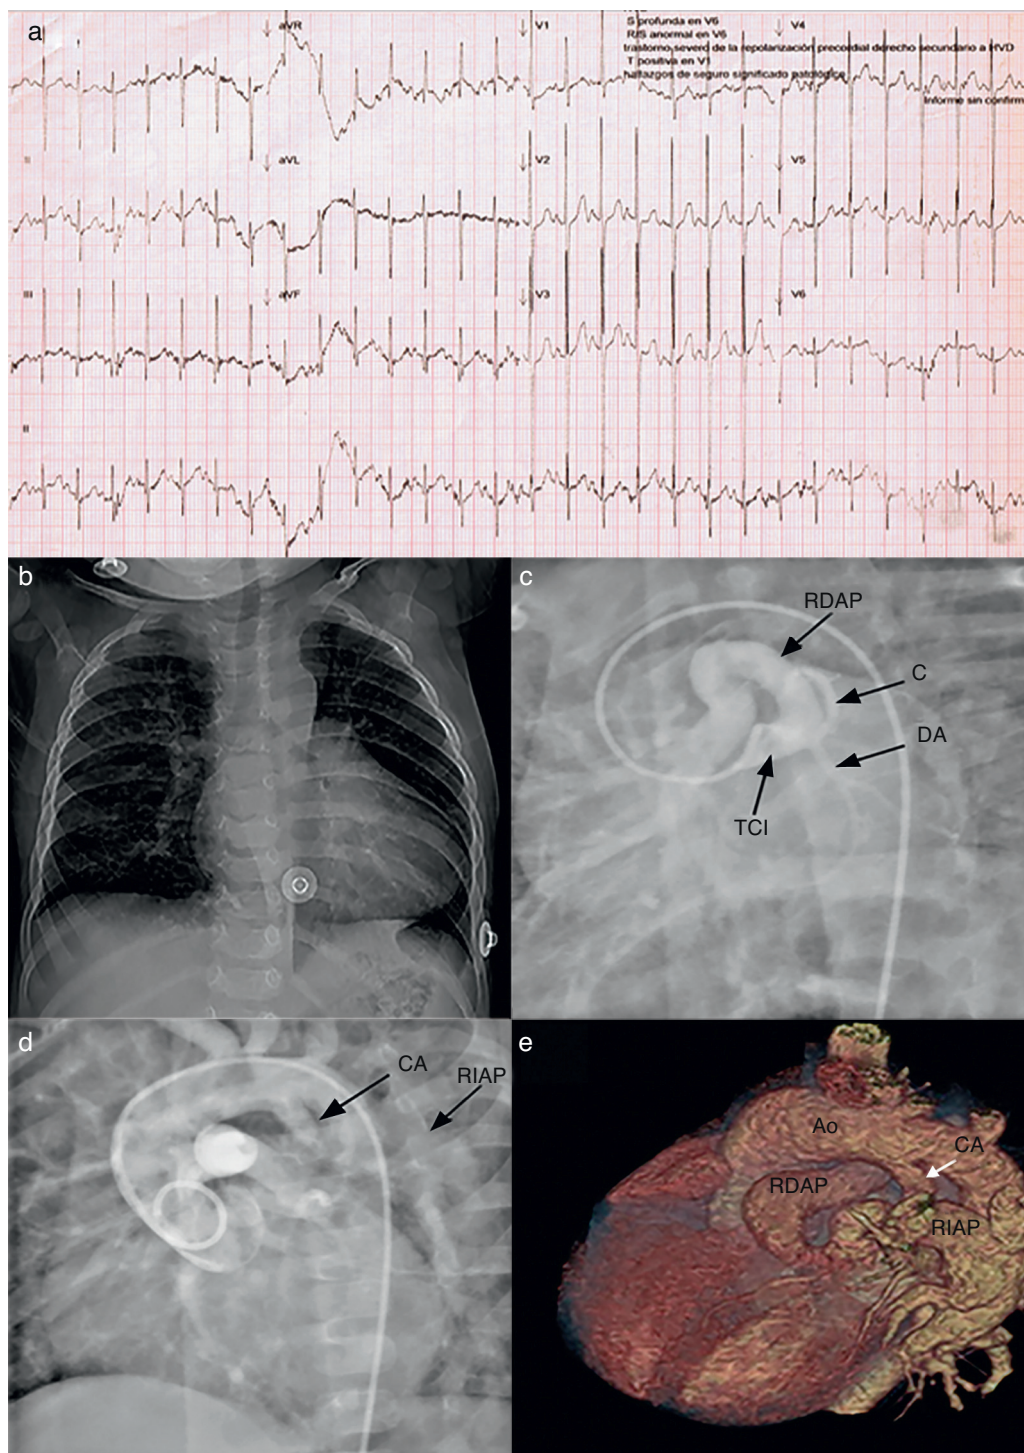 a
aVR
V1
S profunda en V6
V4
R/S anormal en V6
trastorno severo de la repolarización precordial derecho secundario a HVD
T positiva en V1
hallazgos de seguro significado patológico
Informe sin confirm
II
aVL
V2
V5
III
aVF
V3
V6
II
b
c
RDAP
C
DA
TCI
d
CA
RIAP
e
Ao
CA
RDAP
RIAP